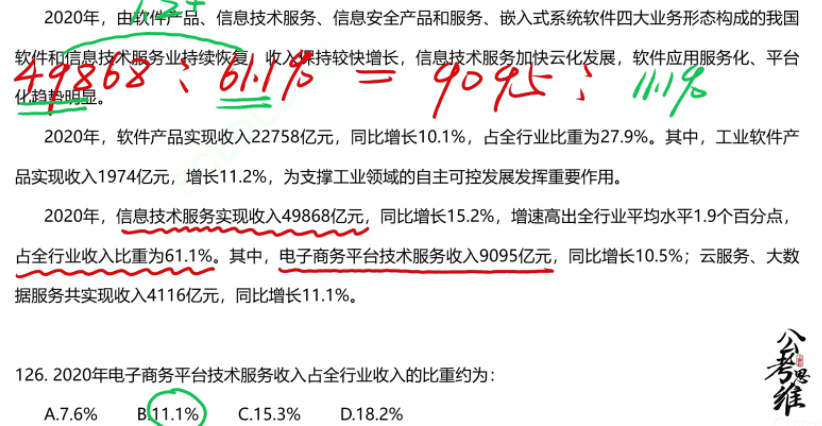 12+
2020年，由软件产品、信息技术服务、信息安全产品和服务、嵌入式系统软件四大业务形态构成的我国
软件和信息技术服务业持续恢复，收入保持较快增长，信息技术服务加快云化发展，软件应用服务化、平台
49868 : 61.1% = 9095 : 11.1%
化趋势明显。
2020年，软件产品实现收入22758亿元，同比增长10.1%，占全行业比重为27.9%。其中，工业软件产
品实现收入1974亿元，增长11.2%，为支撑工业领域的自主可控发展发挥重要作用。
2020年，信息技术服务实现收入49868亿元，同比增长15.2%，增速高出全行业平均水平1.9个百分点，
占全行业收入比重为61.1%。其中，电子商务平台技术服务收入9095亿元，同比增长10.5%；云服务、大数
据服务共实现收入4116亿元，同比增长11.1%。
公考思维
126. 2020年电子商务平台技术服务收入占全行业收入的比重约为：
A.7.6% B.11.1% C.15.3% D.18.2%